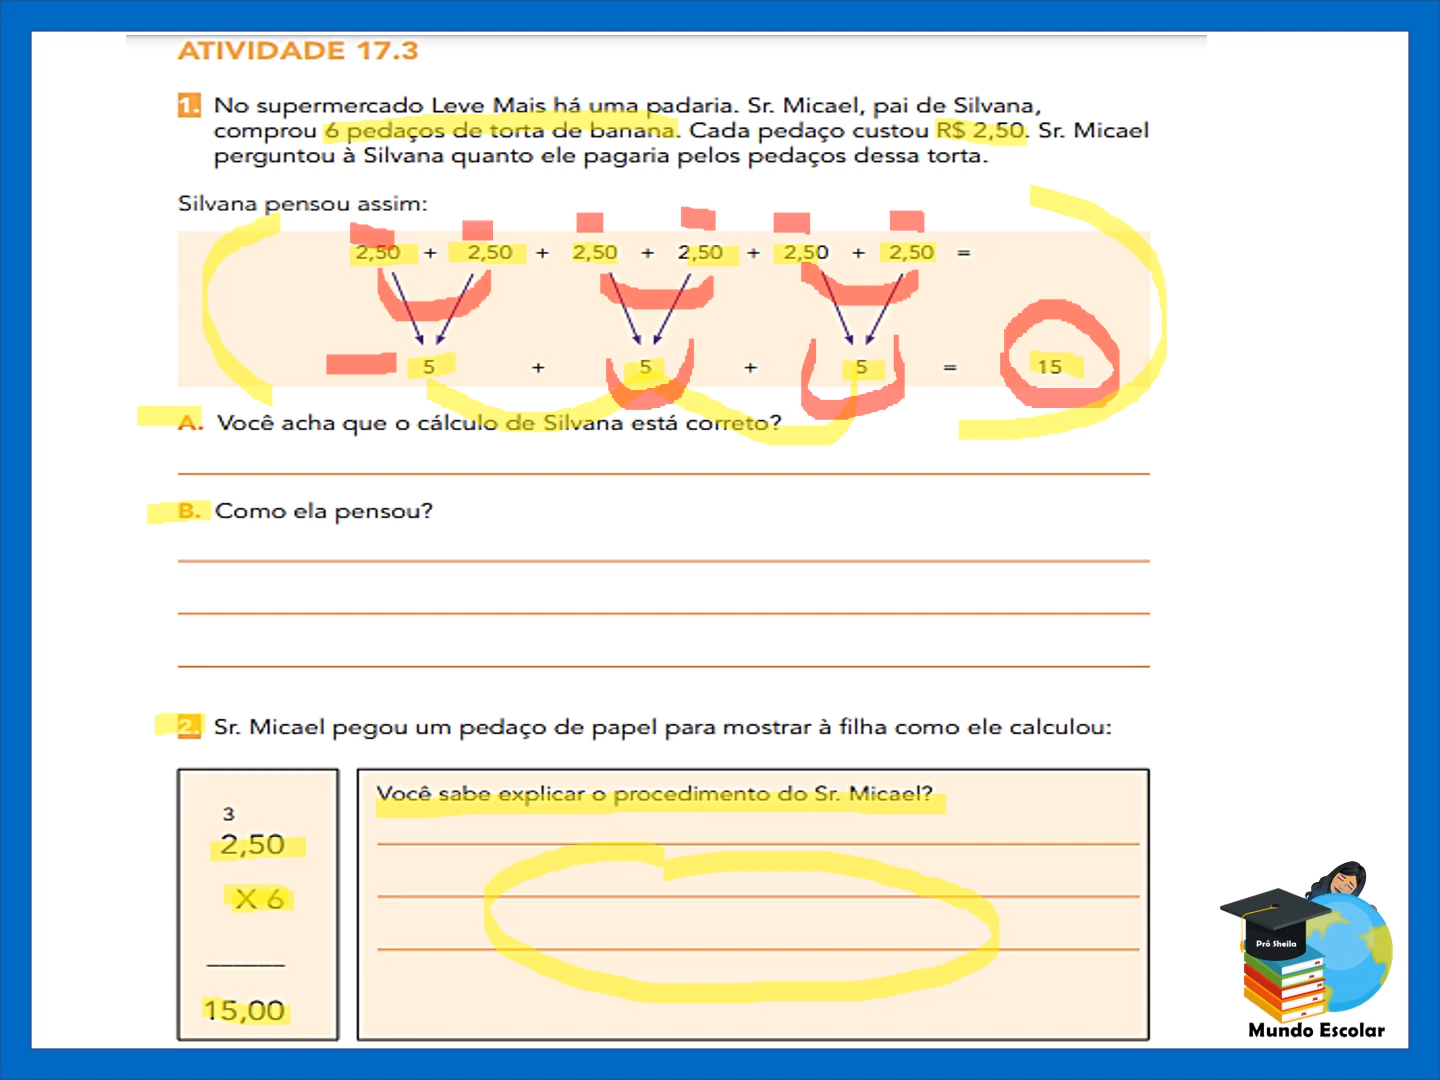 ATIVIDADE 17.3
1. No supermercado Leve Mais há uma padaria. Sr. Micael, pai de Silvana,
comprou 6 pedaços de torta de banana. Cada pedaço custou R$ 2,50. Sr. Micael
perguntou à Silvana quanto ele pagaria pelos pedaços dessa torta.
Silvana pensou assim:
2,50 + 2,50 + 2,50 + 2,50 + 2,50 + 2,50 =
5 + 5 + 5 = 15
A. Você acha que o cálculo de Silvana está correto?
B. Como ela pensou?
2. Sr. Micael pegou um pedaço de papel para mostrar à filha como ele calculou:
3
2,50
X 6
15,00
Você sabe explicar o procedimento do Sr. Micael?
Prô Sheila
Mundo Escolar